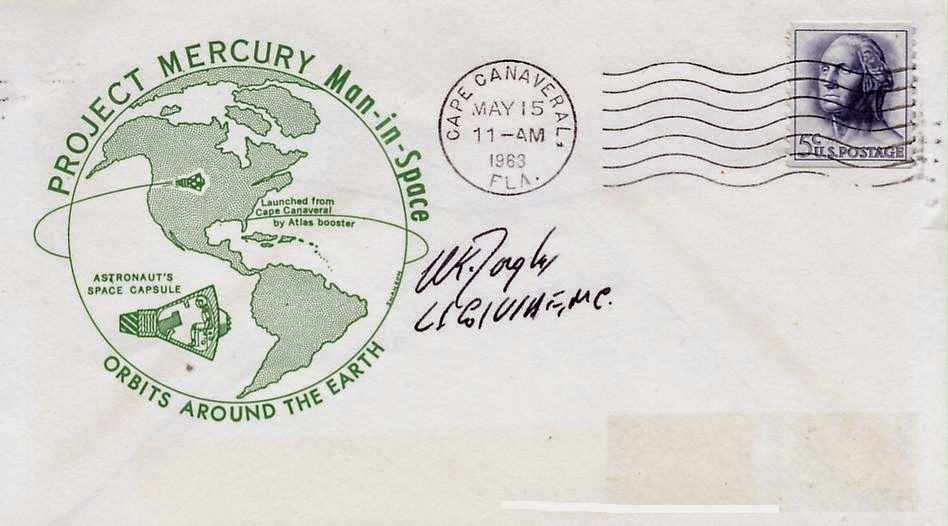 PROJECT MERCURY Man-in-Space
CAPE CANAVERAL,
MAY 15
11-AM
1963
FLA.
5¢
U.S. POSTAGE
Launched from
Cape Canaveral
by Atlas booster
ASTRONAUT'S
SPACE CAPSULE
ORBITS AROUND THE EARTH